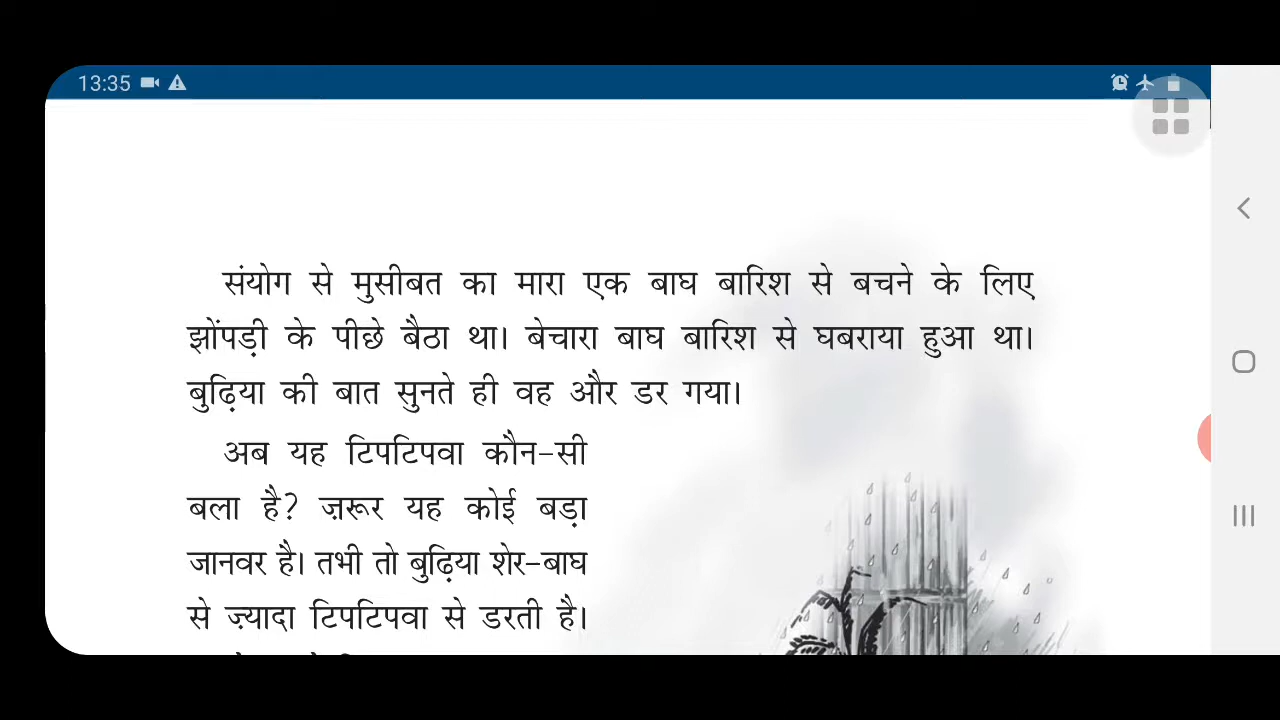 13:35
संयोग से मुसीबत का मारा एक बाघ बारिश से बचने के लिए
झोंपड़ी के पीछे बैठा था। बेचारा बाघ बारिश से घबराया हुआ था।
बुढ़िया की बात सुनते ही वह और डर गया।
अब यह टिपटिपवा कौन-सी
बला है? ज़रूर यह कोई बड़ा
जानवर है। तभी तो बुढ़िया शेर-बाघ
से ज़्यादा टिपटिपवा से डरती है।